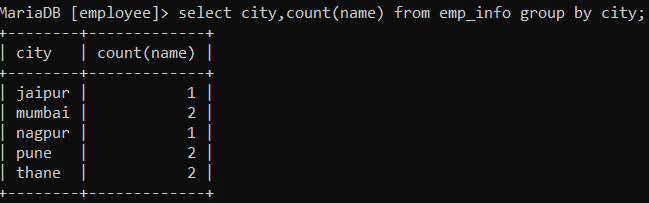 MariaDB [employee]> select city,count(name) from emp_info group by city;
+--------+-------------+
| city   | count(name) |
+--------+-------------+
| jaipur |           1 |
| mumbai |           2 |
| nagpur |           1 |
| pune   |           2 |
| thane  |           2 |
+--------+-------------+